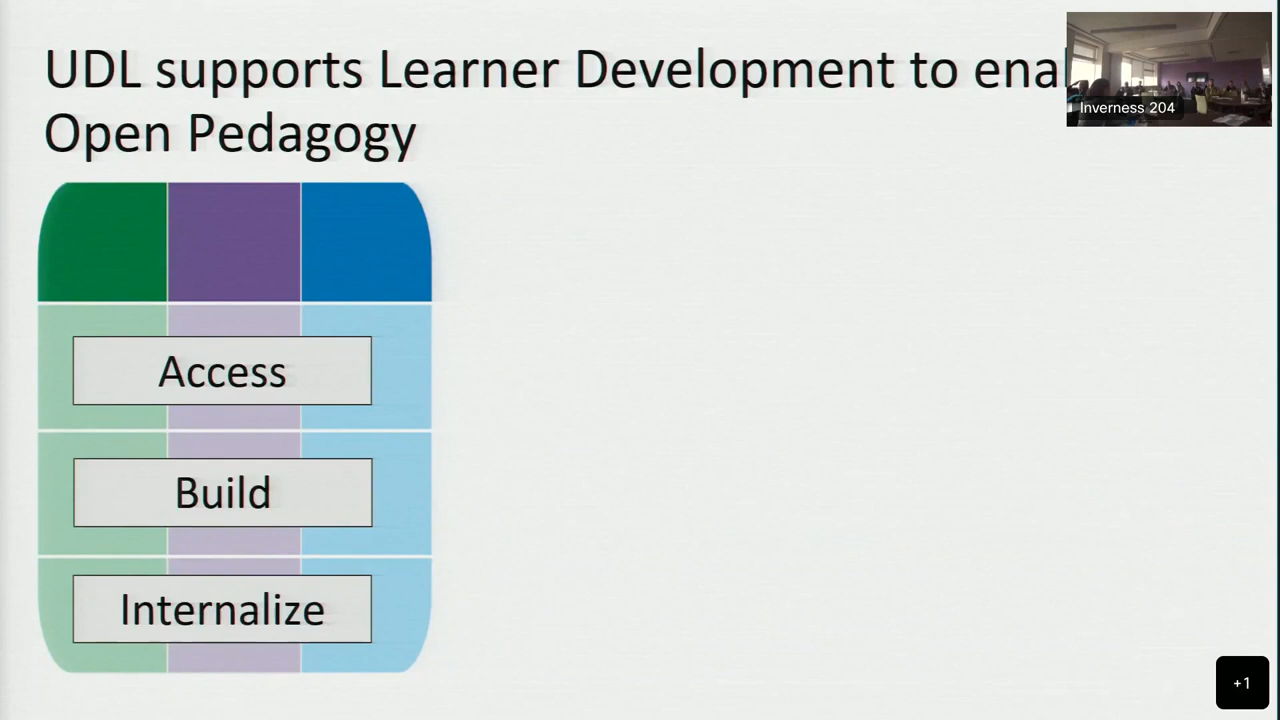 UDL supports Learner Development to ena
Open Pedagogy
Inverness 204
Access
Build
Internalize
+1